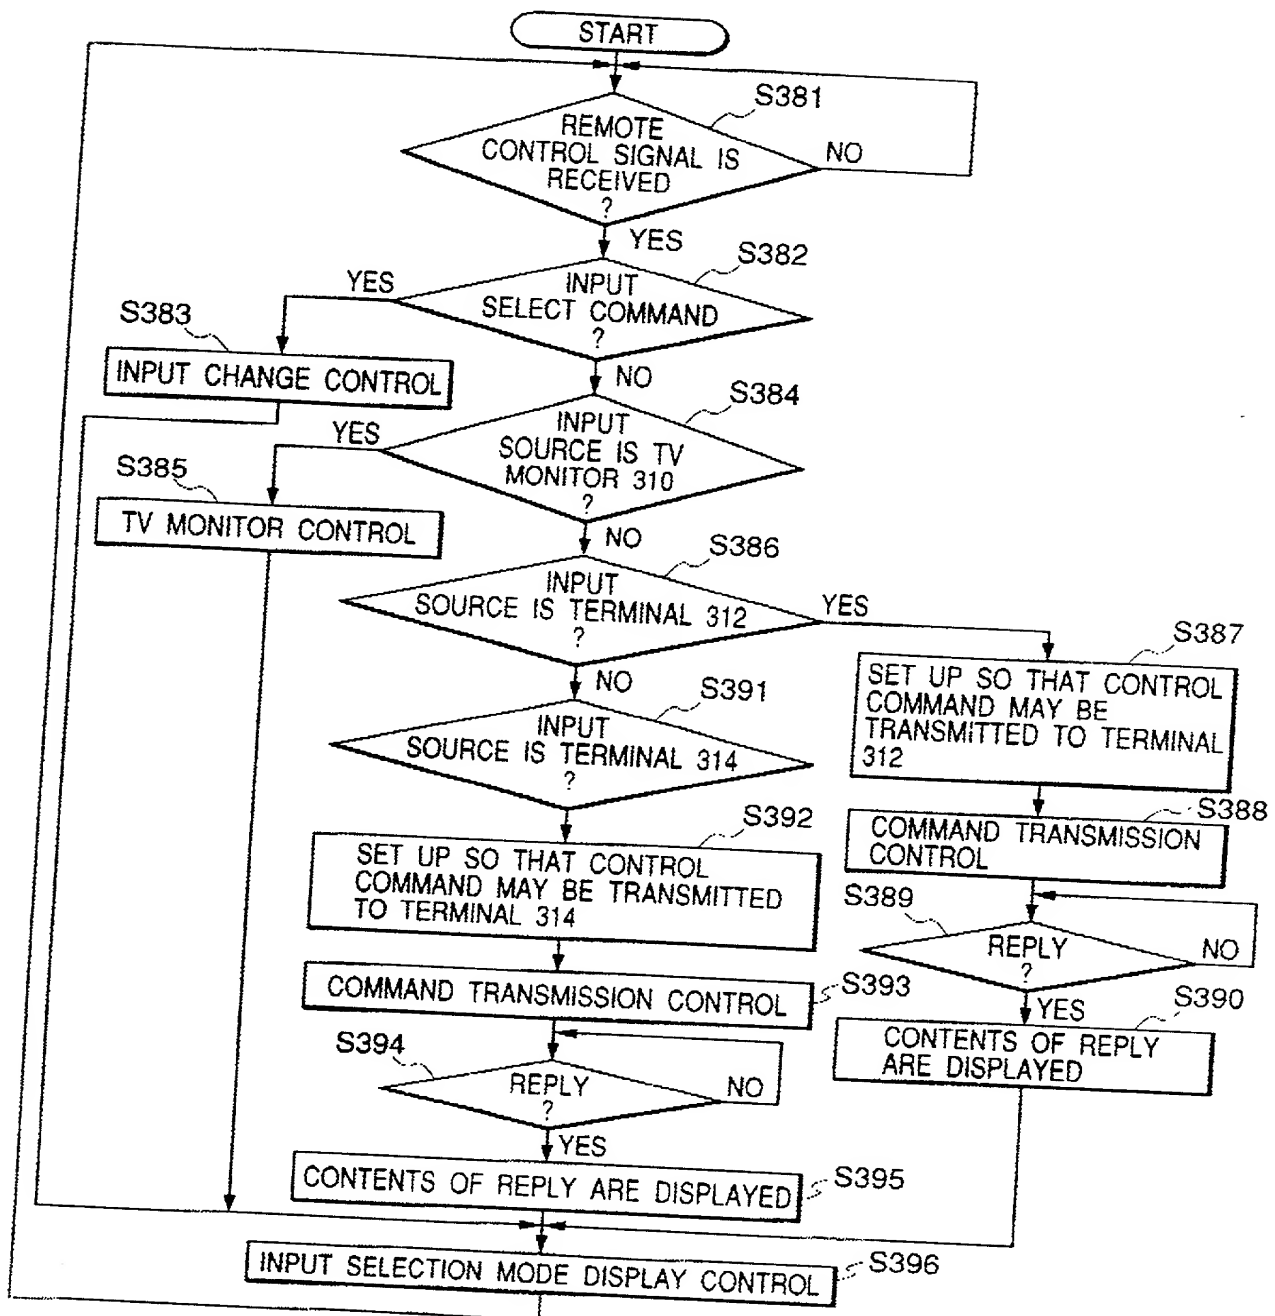 START
S381
REMOTE
CONTROL SIGNAL IS
RECEIVED
?
NO
YES
S382
INPUT
SELECT COMMAND
?
YES
S383
INPUT CHANGE CONTROL
NO
S384
INPUT
SOURCE IS TV
MONITOR 310
?
YES
S385
TV MONITOR CONTROL
NO
S386
INPUT
SOURCE IS TERMINAL 312
?
YES
S387
SET UP SO THAT CONTROL
COMMAND MAY BE
TRANSMITTED TO TERMINAL
312
NO
S391
INPUT
SOURCE IS TERMINAL 314
?
S388
COMMAND TRANSMISSION
CONTROL
S392
SET UP SO THAT CONTROL
COMMAND MAY BE TRANSMITTED
TO TERMINAL 314
S389
REPLY
?
NO
YES
S390
CONTENTS OF REPLY
ARE DISPLAYED
COMMAND TRANSMISSION CONTROL
S393
S394
REPLY
?
NO
YES
CONTENTS OF REPLY ARE DISPLAYED
S395
INPUT SELECTION MODE DISPLAY CONTROL
S396